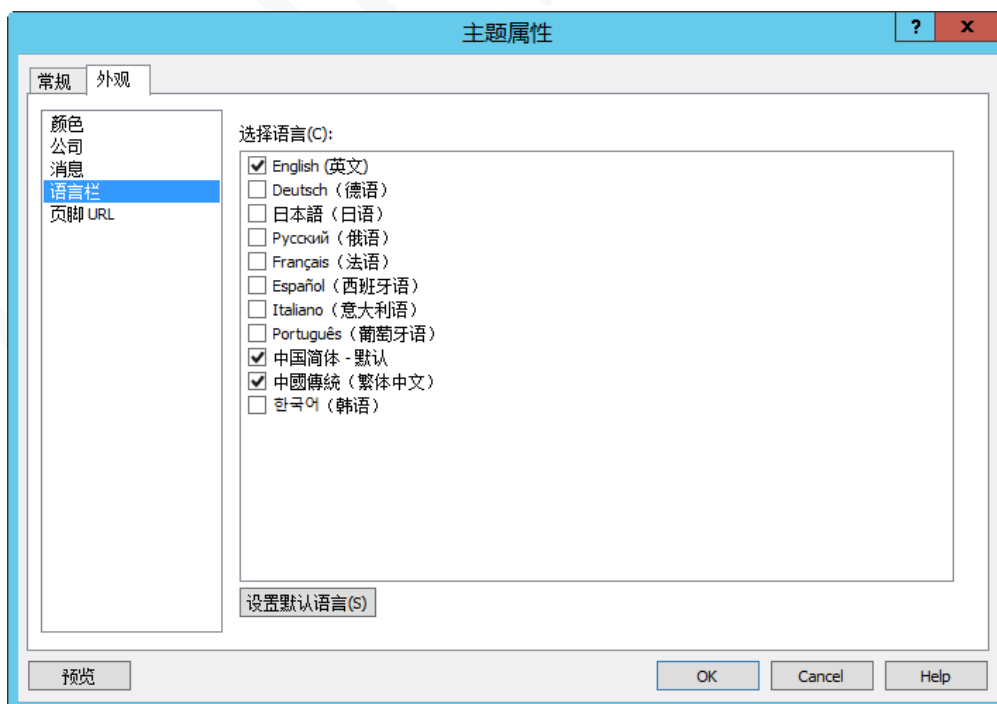 主题属性
? x
常规 外观
颜色
公司
消息
语言栏
页脚 URL
选择语言(C):
English (英文)
Deutsch（德语）
日本語（日语）
Русский（俄语）
Français（法语）
Español（西班牙语）
Italiano（意大利语）
Português（葡萄牙语）
中国简体 - 默认
中國傳統（繁体中文）
한국어（韩语）
设置默认语言(S)
预览 OK Cancel Help